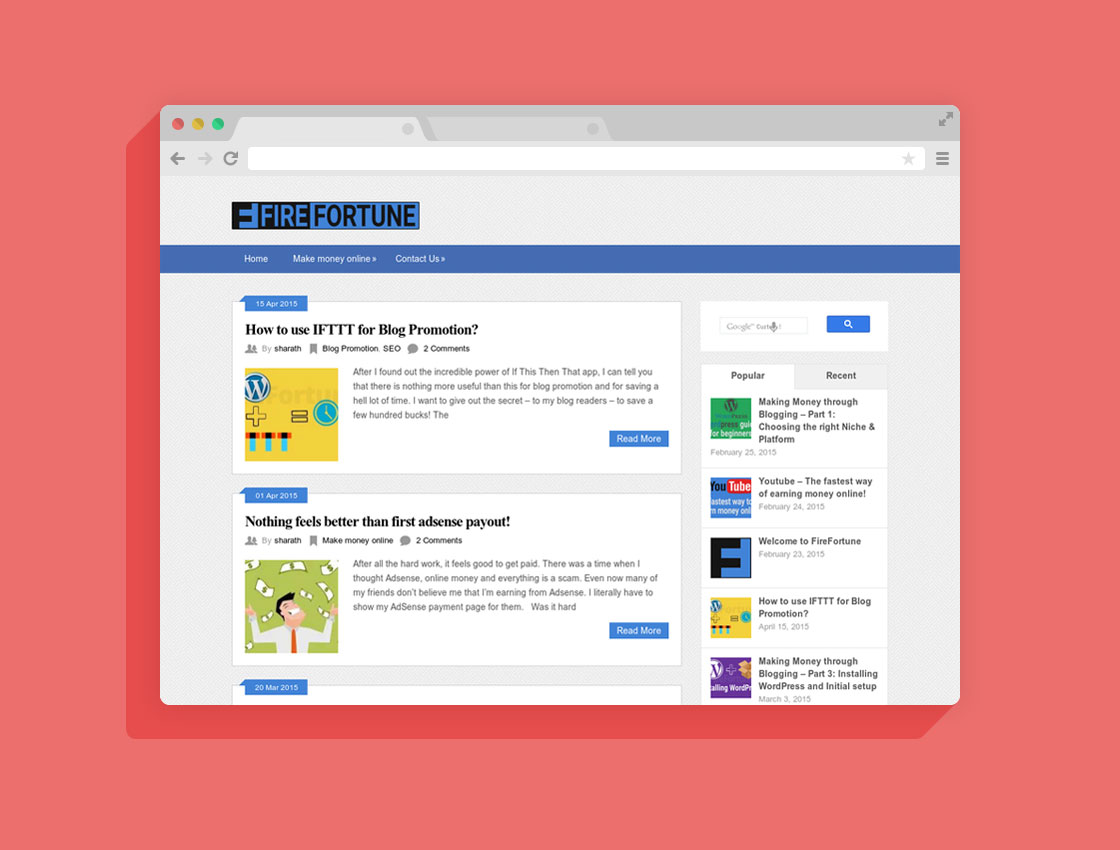 FIRE FORTUNE
Home
Make money online »
Contact Us »
15 Apr 2015
How to use IFTTT for Blog Promotion?
By sharath
Blog Promotion, SEO
2 Comments
After I found out the incredible power of If This Then That app, I can tell you
that there is nothing more useful than this for blog promotion and for saving a
hell lot of time. I want to give out the secret – to my blog readers – to save a
few hundred bucks! The
Read More
01 Apr 2015
Nothing feels better than first adsense payout!
By sharath
Make money online
2 Comments
After all the hard work, it feels good to get paid. There was a time when I
thought Adsense, online money and everything is a scam. Even now many of
my friends don't believe me that I'm earning from Adsense. I literally have to
show my AdSense payment page for them. Was it hard
Read More
20 Mar 2015
Google
Popular
Recent
for beginners
Making Money through
Blogging – Part 1:
Choosing the right Niche &
Platform
February 25, 2015
You Tube
Youtube – The fastest way
of earning money online!
February 24, 2015
Welcome to FireFortune
February 23, 2015
How to use IFTTT for Blog
Promotion?
April 15, 2015
Making Money through
Blogging – Part 3: Installing
WordPress and Initial setup
March 3, 2015